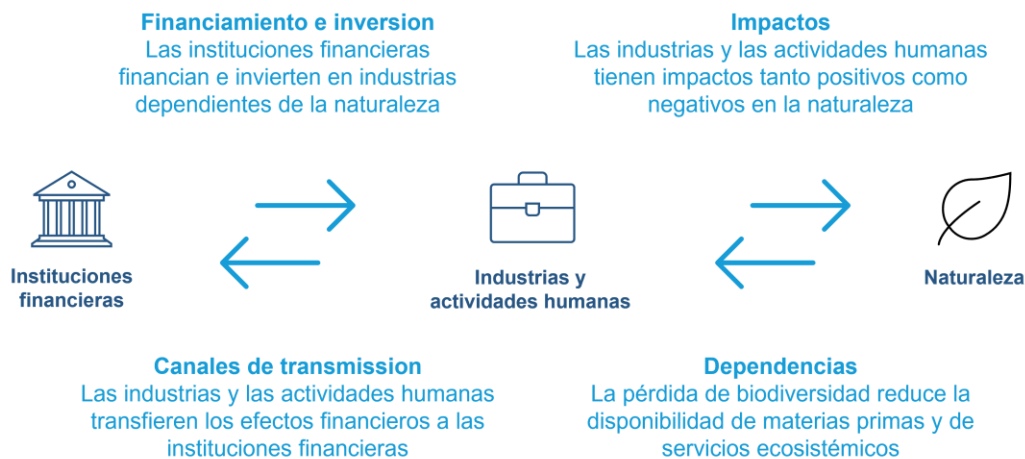 Financiamiento e inversion
Las instituciones financieras
financian e invierten en industrias
dependientes de la naturaleza
Impactos
Las industrias y las actividades humanas
tienen impactos tanto positivos como
negativos en la naturaleza
Instituciones
financieras
Industrias y
actividades humanas
Naturaleza
Canales de transmission
Las industrias y las actividades humanas
transfieren los efectos financieros a las
instituciones financieras
Dependencias
La pérdida de biodiversidad reduce la
disponibilidad de materias primas y de
servicios ecosistémicos